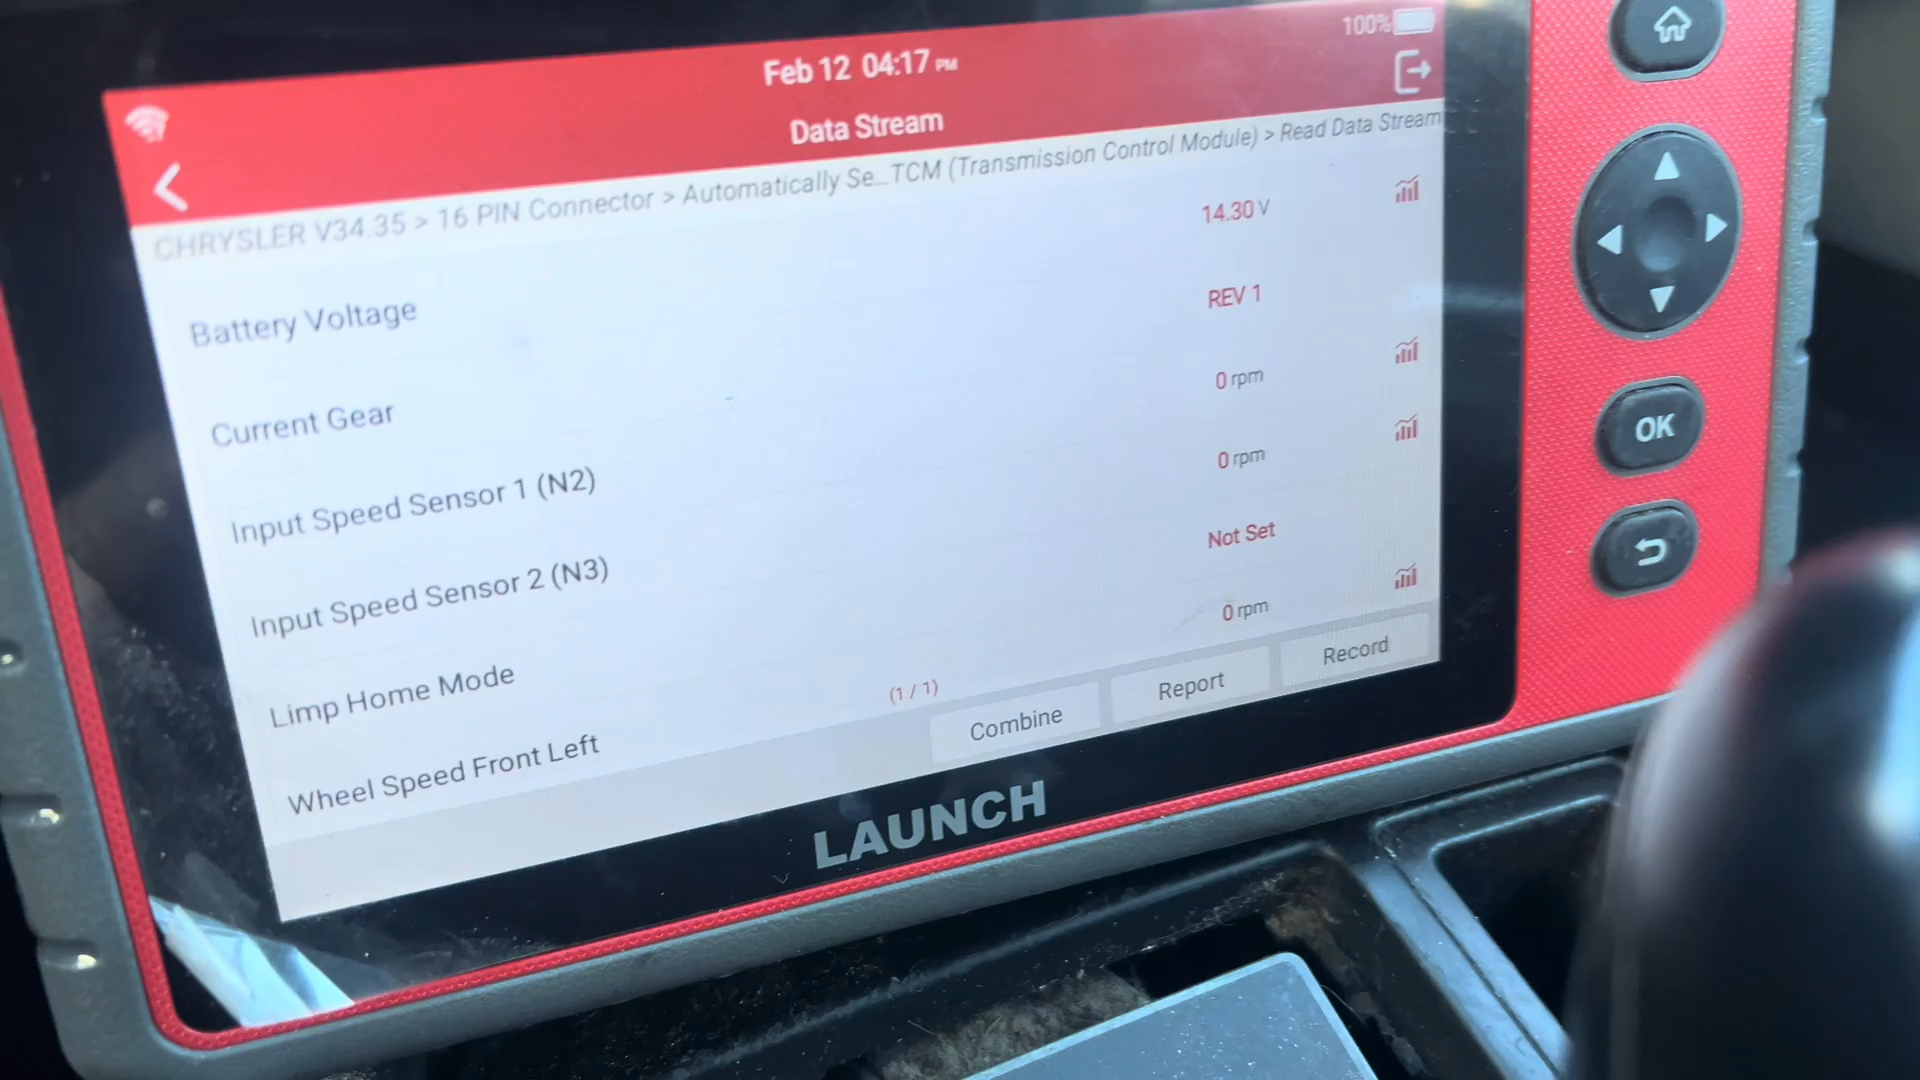 100%
Feb 12 04:17 PM
Data Stream
CHRYSLER V34.35 > 16 PIN Connector > Automatically Se...TCM (Transmission Control Module) > Read Data Stream
Battery Voltage 14.30 V
Current Gear REV 1
Input Speed Sensor 1 (N2) 0 rpm
Input Speed Sensor 2 (N3) 0 rpm
Limp Home Mode Not Set
Wheel Speed Front Left 0 rpm
(1 / 1)
Combine Report Record
LAUNCH
OK